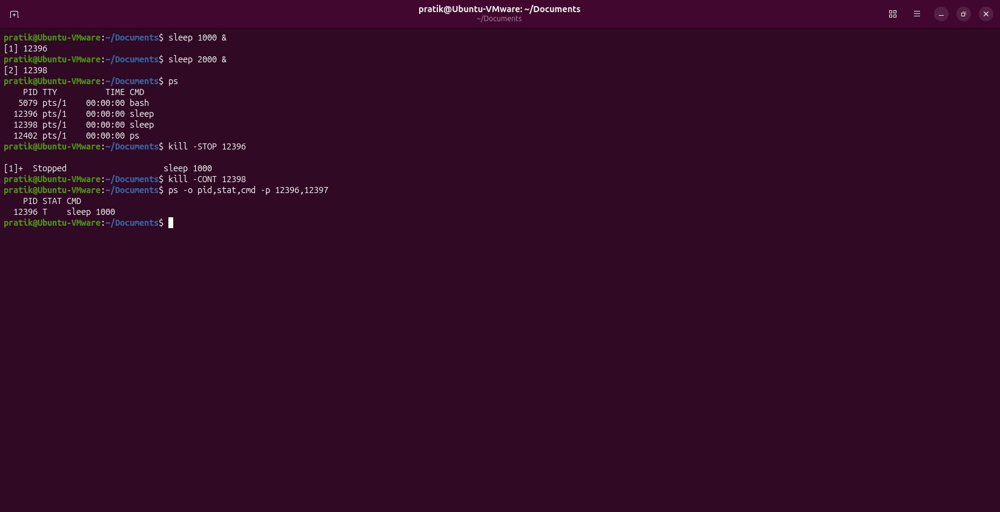 pratik@Ubuntu-VMware: ~/Documents
~/Documents
pratik@Ubuntu-VMware:~/Documents$ sleep 1000 &
[1] 12396
pratik@Ubuntu-VMware:~/Documents$ sleep 2000 &
[2] 12398
pratik@Ubuntu-VMware:~/Documents$ ps
    PID TTY          TIME CMD
   5079 pts/1    00:00:00 bash
  12396 pts/1    00:00:00 sleep
  12398 pts/1    00:00:00 sleep
  12402 pts/1    00:00:00 ps
pratik@Ubuntu-VMware:~/Documents$ kill -STOP 12396
[1]+  Stopped                    sleep 1000
pratik@Ubuntu-VMware:~/Documents$ kill -CONT 12398
pratik@Ubuntu-VMware:~/Documents$ ps -o pid,stat,cmd -p 12396,12397
    PID STAT CMD
  12396 T    sleep 1000
pratik@Ubuntu-VMware:~/Documents$